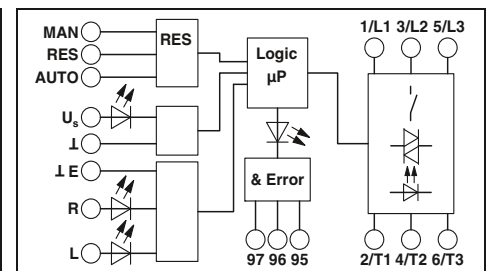 1/L1 3/L2 5/L3
MAN
RES
AUTO
RES
Logic
µP
Us
⊥
⊥ E
R
L
& Error
97 96 95
2/T1 4/T2 6/T3